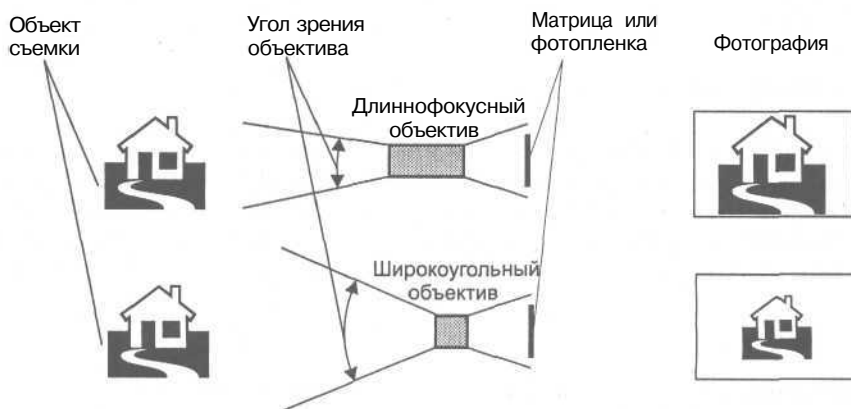 Объект
съемки
Угол зрения
объектива
Матрица или
фотопленка
Фотография
Длиннофокусный
объектив
Широкоугольный
объектив